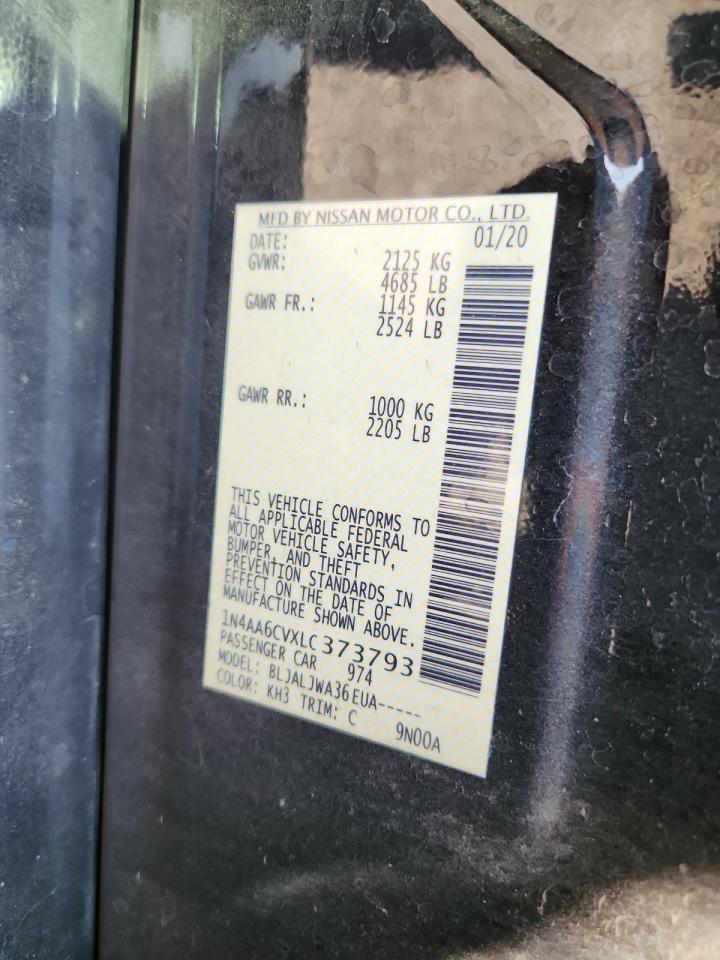 MFD BY NISSAN MOTOR CO., LTD.
DATE: 01/20
GVWR: 2125 KG
4685 LB
GAWR FR.: 1145 KG
2524 LB
GAWR RR.: 1000 KG
2205 LB
THIS VEHICLE CONFORMS TO
ALL APPLICABLE FEDERAL
MOTOR VEHICLE SAFETY,
BUMPER, AND THEFT
PREVENTION STANDARDS IN
EFFECT ON THE DATE OF
MANUFACTURE SHOWN ABOVE.
1N4AA6CVXLC373793
PASSENGER CAR 974
MODEL: BLJALJWA36EUA-----
COLOR: KH3 TRIM: C 9N00A